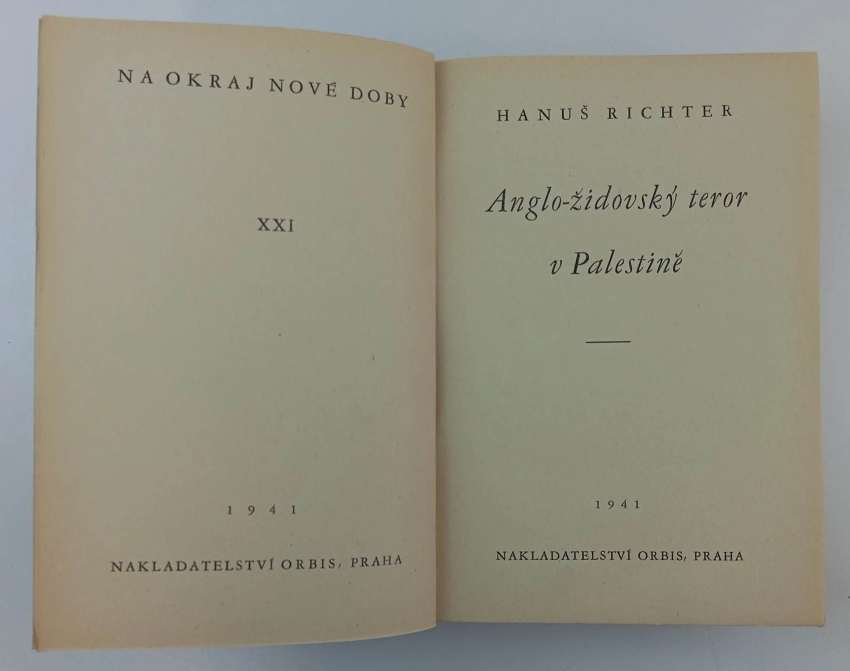 NA OKRAJ NOVÉ DOBY
XXI
1941
NAKLADATELSTVÍ ORBIS, PRAHA
HANUŠ RICHTER
Anglo-židovský teror
v Palestině
1941
NAKLADATELSTVÍ ORBIS, PRAHA